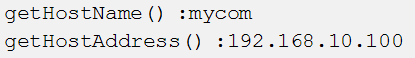 getHostName() :mycom
getHostAddress() :192.168.10.100